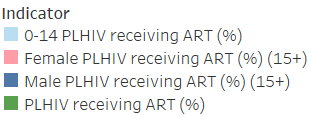 Indicator
0-14 PLHIV receiving ART (%)
Female PLHIV receiving ART (%) (15+)
Male PLHIV receiving ART (%) (15+)
PLHIV receiving ART (%)